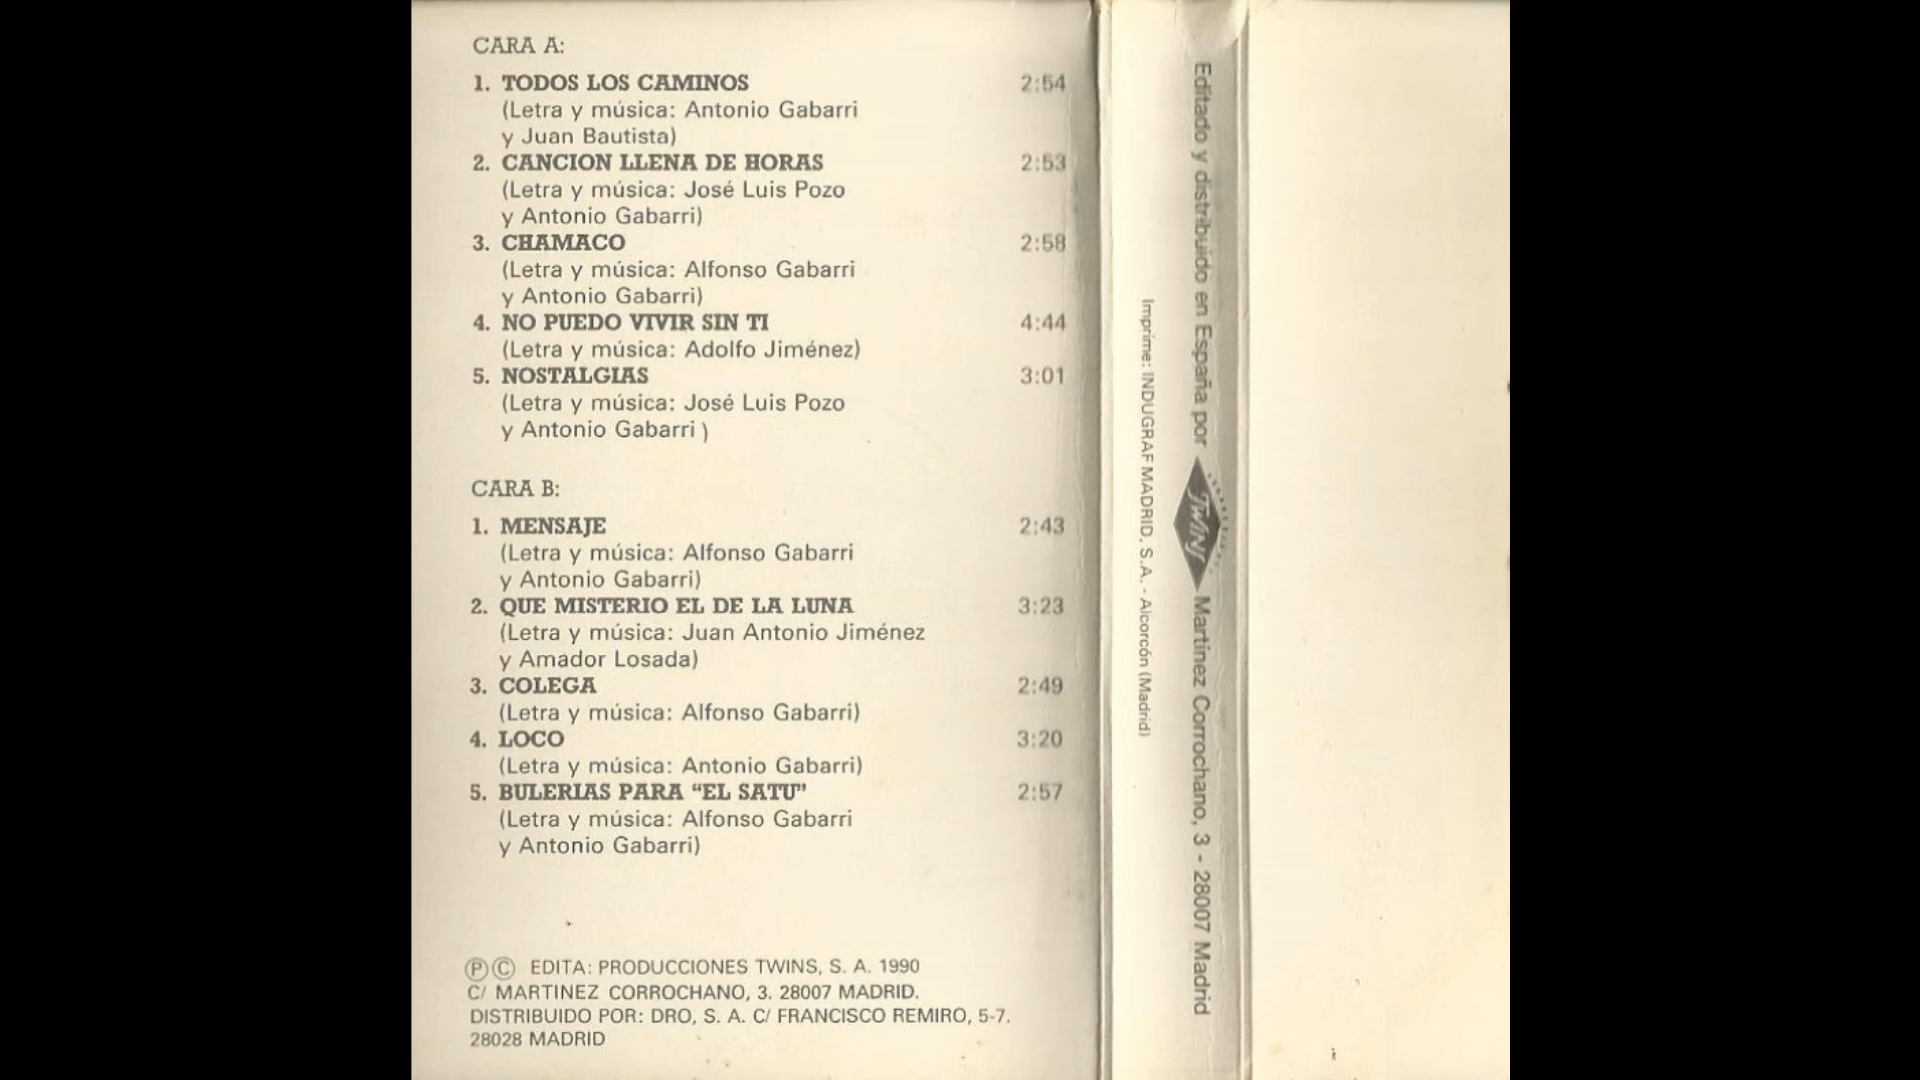 CARA A:
1. TODOS LOS CAMINOS 2:54
(Letra y música: Antonio Gabarri
y Juan Bautista)
2. CANCION LLENA DE HORAS 2:53
(Letra y música: José Luis Pozo
y Antonio Gabarri)
3. CHAMACO 2:58
(Letra y música: Alfonso Gabarri
y Antonio Gabarri)
4. NO PUEDO VIVIR SIN TI 4:44
(Letra y música: Adolfo Jiménez)
5. NOSTALGIAS 3:01
(Letra y música: José Luis Pozo
y Antonio Gabarri )
CARA B:
1. MENSAJE 2:43
(Letra y música: Alfonso Gabarri
y Antonio Gabarri)
2. QUE MISTERIO EL DE LA LUNA 3:23
(Letra y música: Juan Antonio Jiménez
y Amador Losada)
3. COLEGA 2:49
(Letra y música: Alfonso Gabarri)
4. LOCO 3:20
(Letra y música: Antonio Gabarri)
5. BULERIAS PARA “EL SATU” 2:57
(Letra y música: Alfonso Gabarri
y Antonio Gabarri)
Ⓟ© EDITA: PRODUCCIONES TWINS, S. A. 1990
C/ MARTINEZ CORROCHANO, 3. 28007 MADRID.
DISTRIBUIDO POR: DRO, S. A. C/ FRANCISCO REMIRO, 5-7.
28028 MADRID
Imprime: INDUGRAF MADRID, S.A. - Alcorcón (Madrid)
Editado y distribuido en España por TWINS Martínez Corrochano, 3 - 28007 Madrid